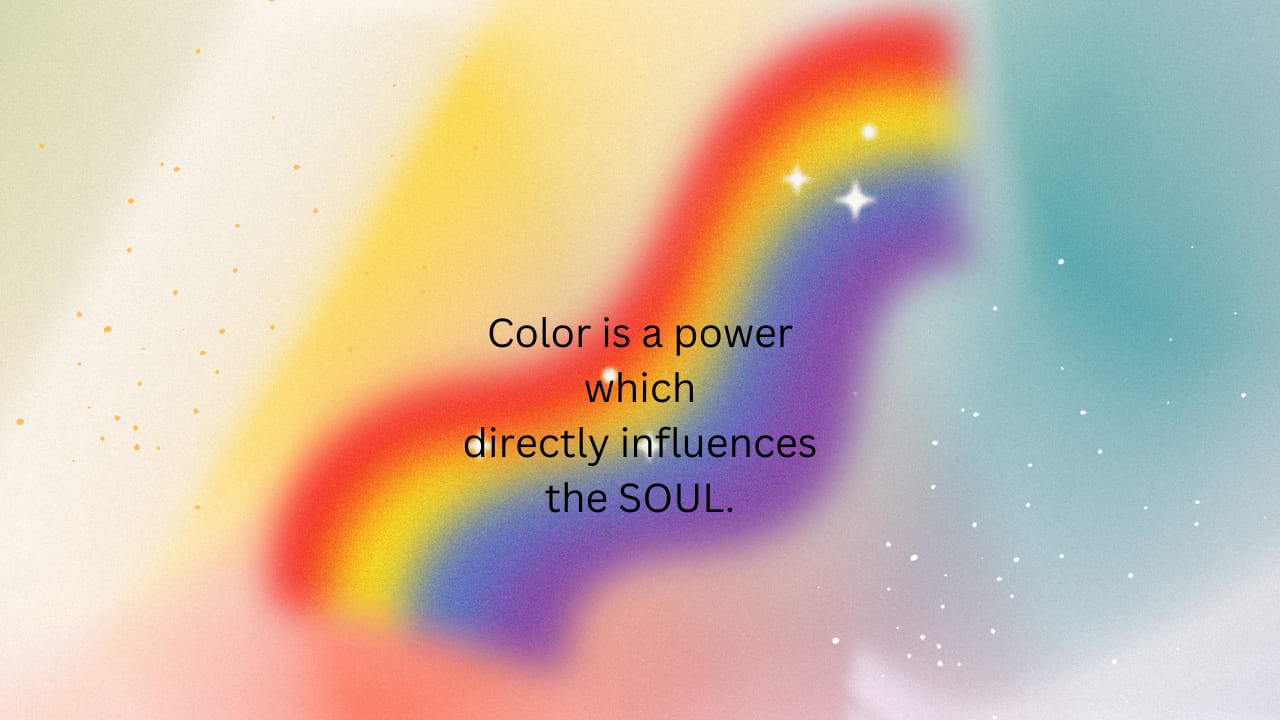 Color is a power
which
directly influences
the SOUL.